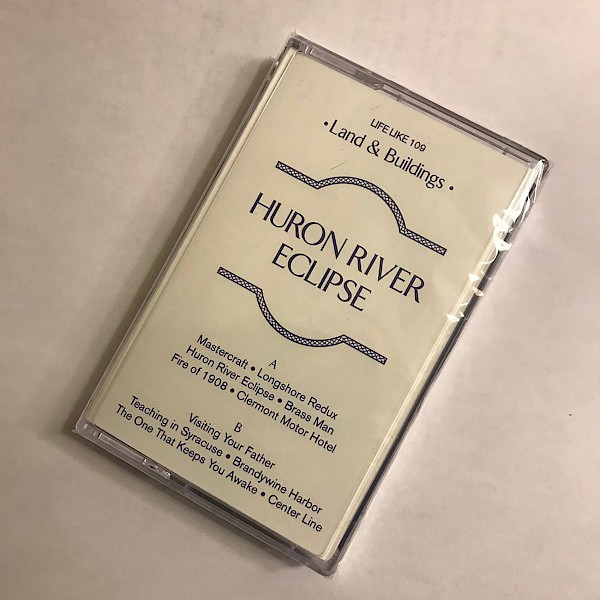 LIFE LIKE 109
• Land & Buildings •
HURON RIVER
ECLIPSE
A
Mastercraft • Longshore Redux
Huron River Eclipse • Brass Man
Fire of 1908 • Clermont Motor Hotel
B
Visiting Your Father
Teaching in Syracuse • Brandywine Harbor
The One That Keeps You Awake • Center Line